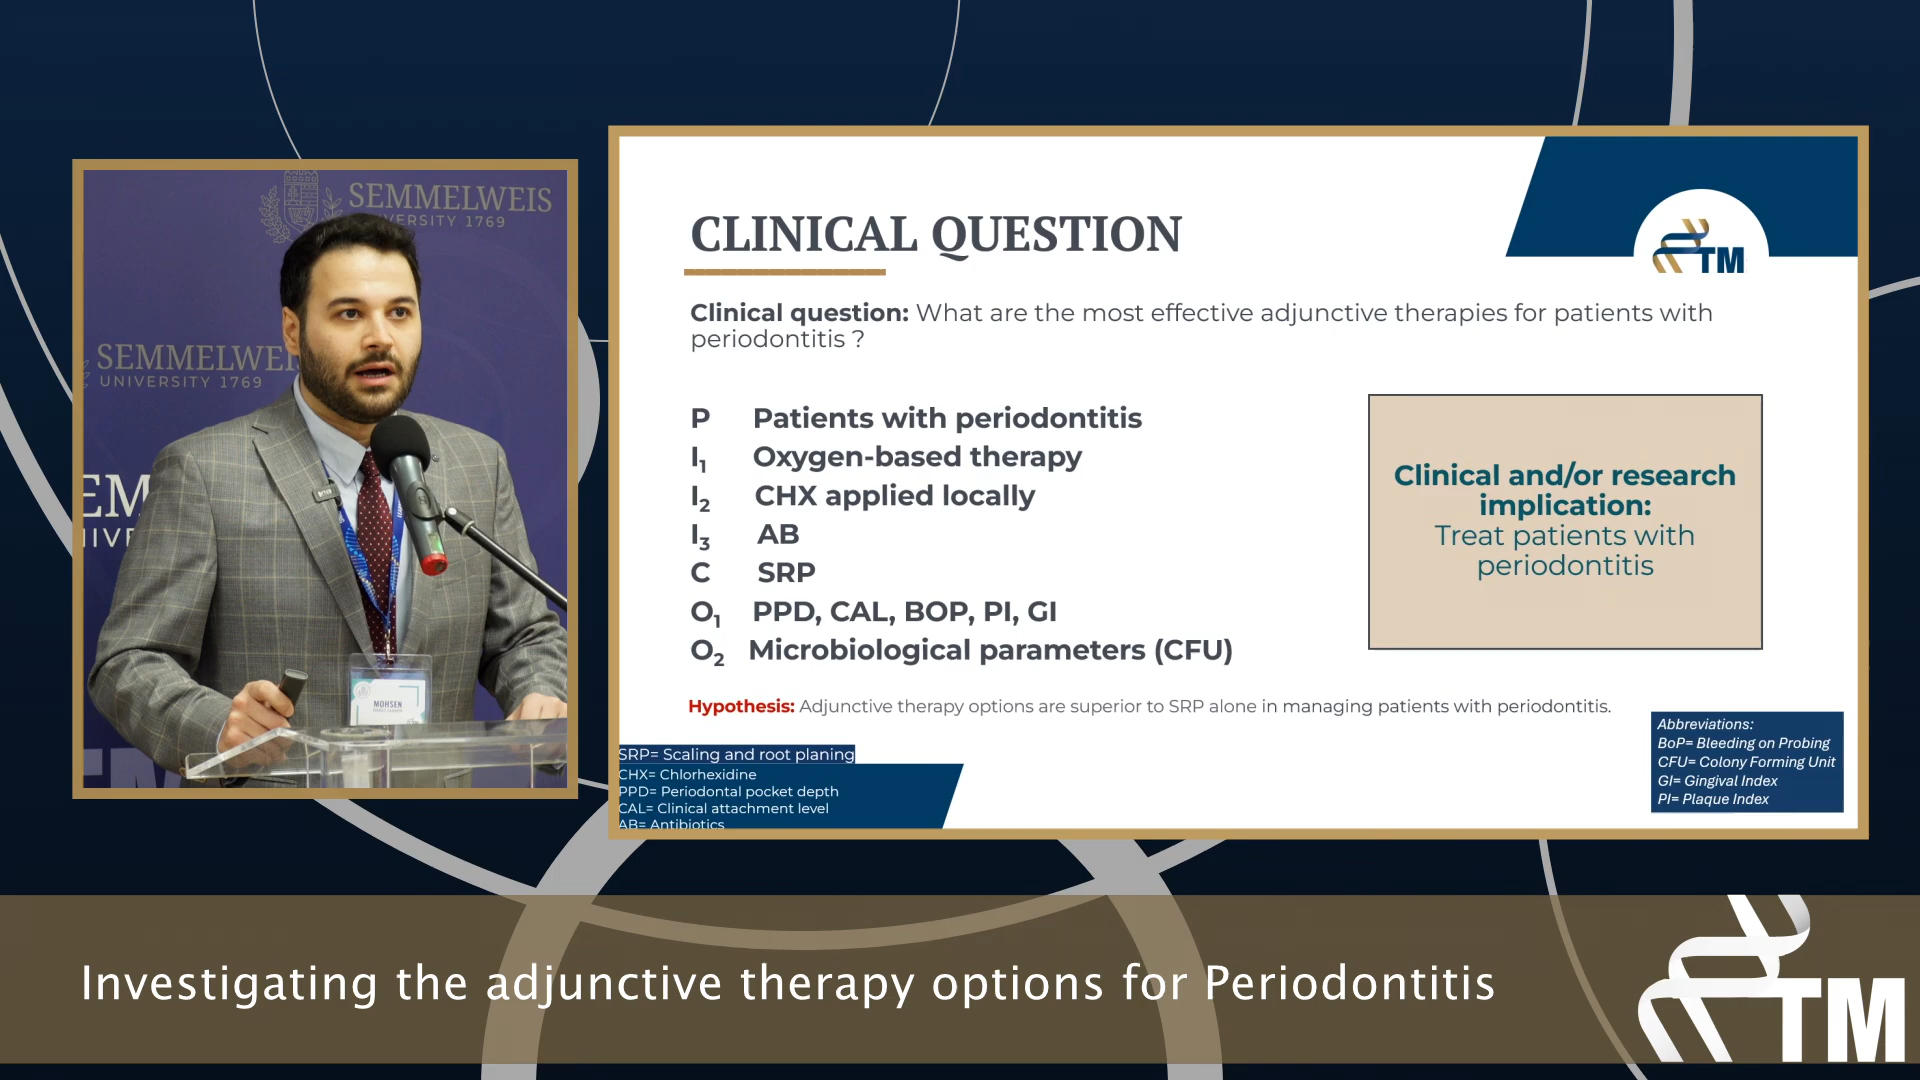 SEMMELWEIS
UNIVERSITY 1769
MOHSEN
CLINICAL QUESTION
TM
Clinical question: What are the most effective adjunctive therapies for patients with
periodontitis ?
P Patients with periodontitis
I1 Oxygen-based therapy
I2 CHX applied locally
I3 AB
C SRP
O1 PPD, CAL, BOP, PI, GI
O2 Microbiological parameters (CFU)
Clinical and/or research
implication:
Treat patients with
periodontitis
Hypothesis: Adjunctive therapy options are superior to SRP alone in managing patients with periodontitis.
SRP= Scaling and root planing
CHX= Chlorhexidine
PPD= Periodontal pocket depth
CAL= Clinical attachment level
AB= Antibiotics
Abbreviations:
BoP= Bleeding on Probing
CFU= Colony Forming Unit
GI= Gingival Index
PI= Plaque Index
Investigating the adjunctive therapy options for Periodontitis
TM